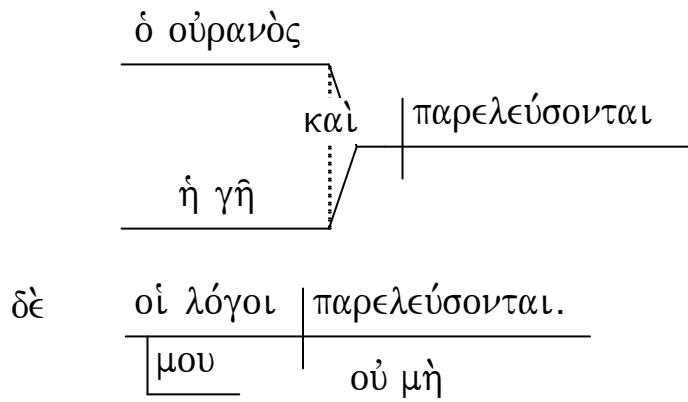 ὁ οὐρανὸς
καὶ παρελεύσονται
ἡ γῆ
δὲ οἱ λόγοι παρελεύσονται.
μου οὐ μὴ